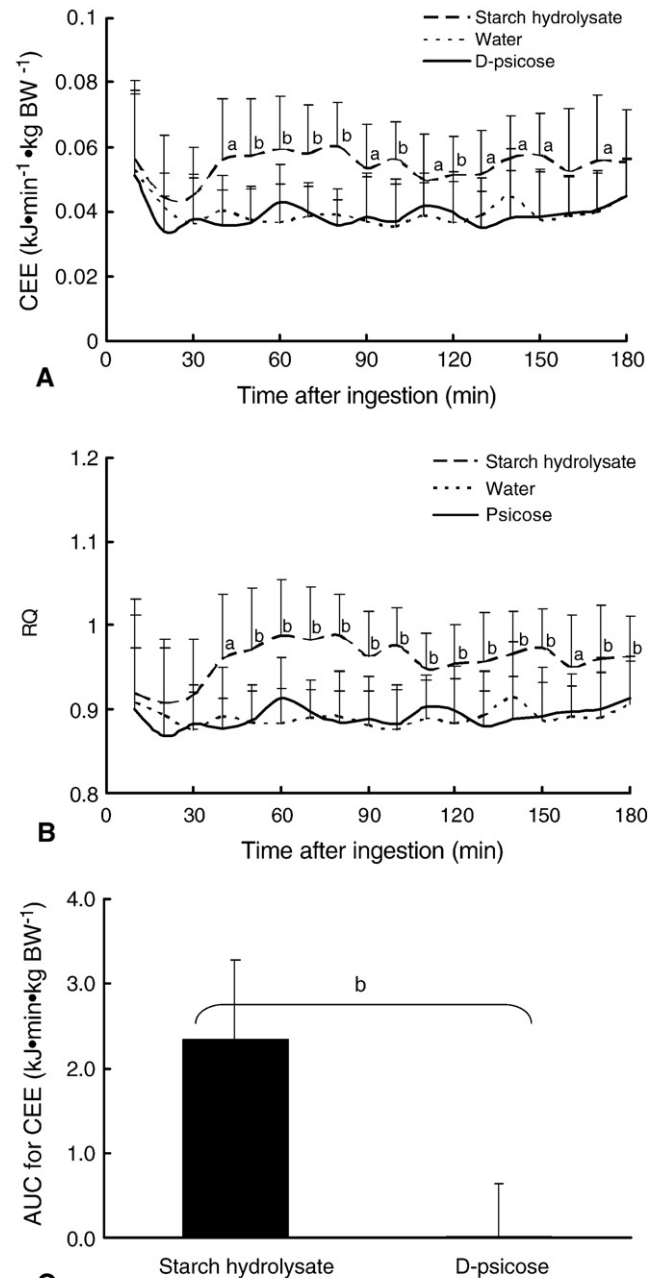 0.1
0.08
0.06
0.04
0.02
0
CEE (kJ•min⁻¹•kg BW⁻¹)
Starch hydrolysate
Water
D-psicose
a b b b b a b a b a a a
0 30 60 90 120 150 180
Time after ingestion (min)
A
1.2
1.1
1
0.9
0.8
RQ
Starch hydrolysate
Water
Psicose
a b b b b b b b b b b b a b b
0 30 60 90 120 150 180
Time after ingestion (min)
B
4.0
3.0
2.0
1.0
0.0
AUC for CEE (kJ•min•kg BW⁻¹)
b
Starch hydrolysate D-psicose